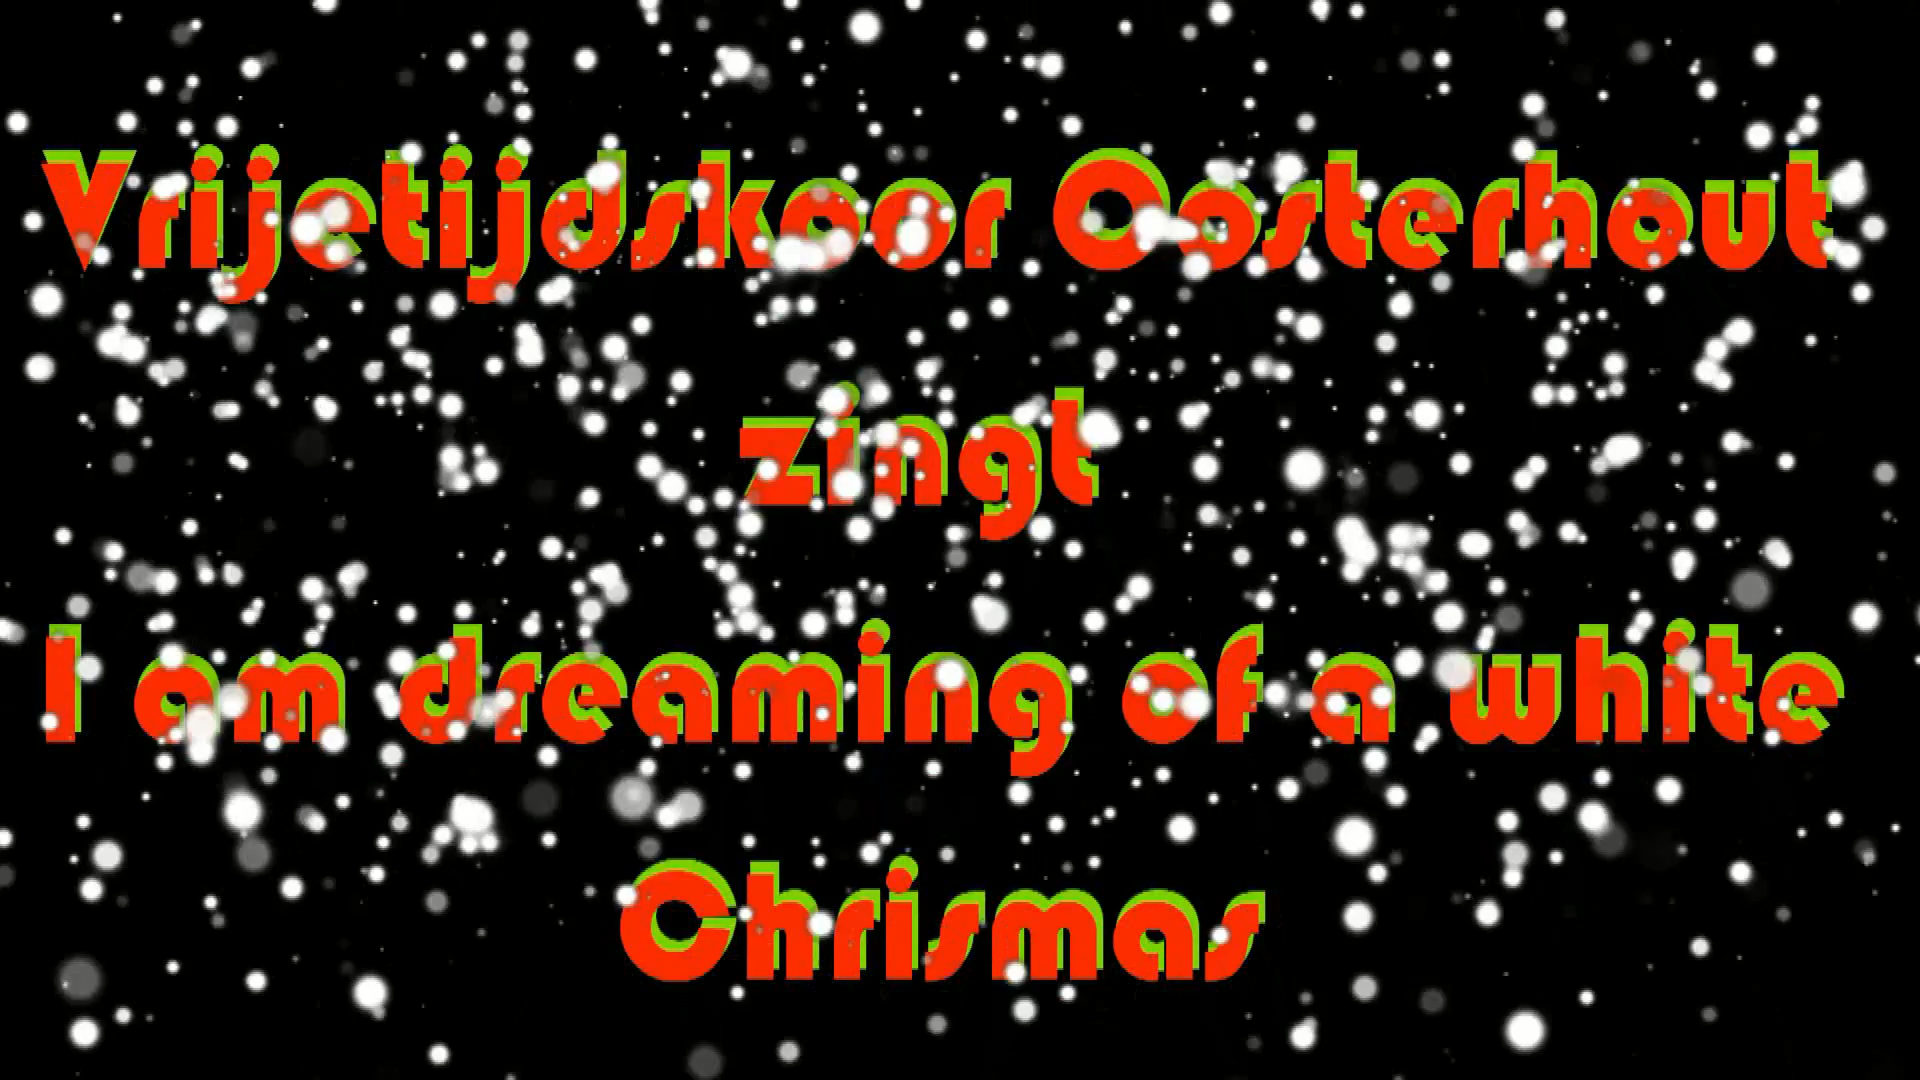 Vrijetijdskoor Oosterhout
zingt
I am dreaming of a white
Chrismas